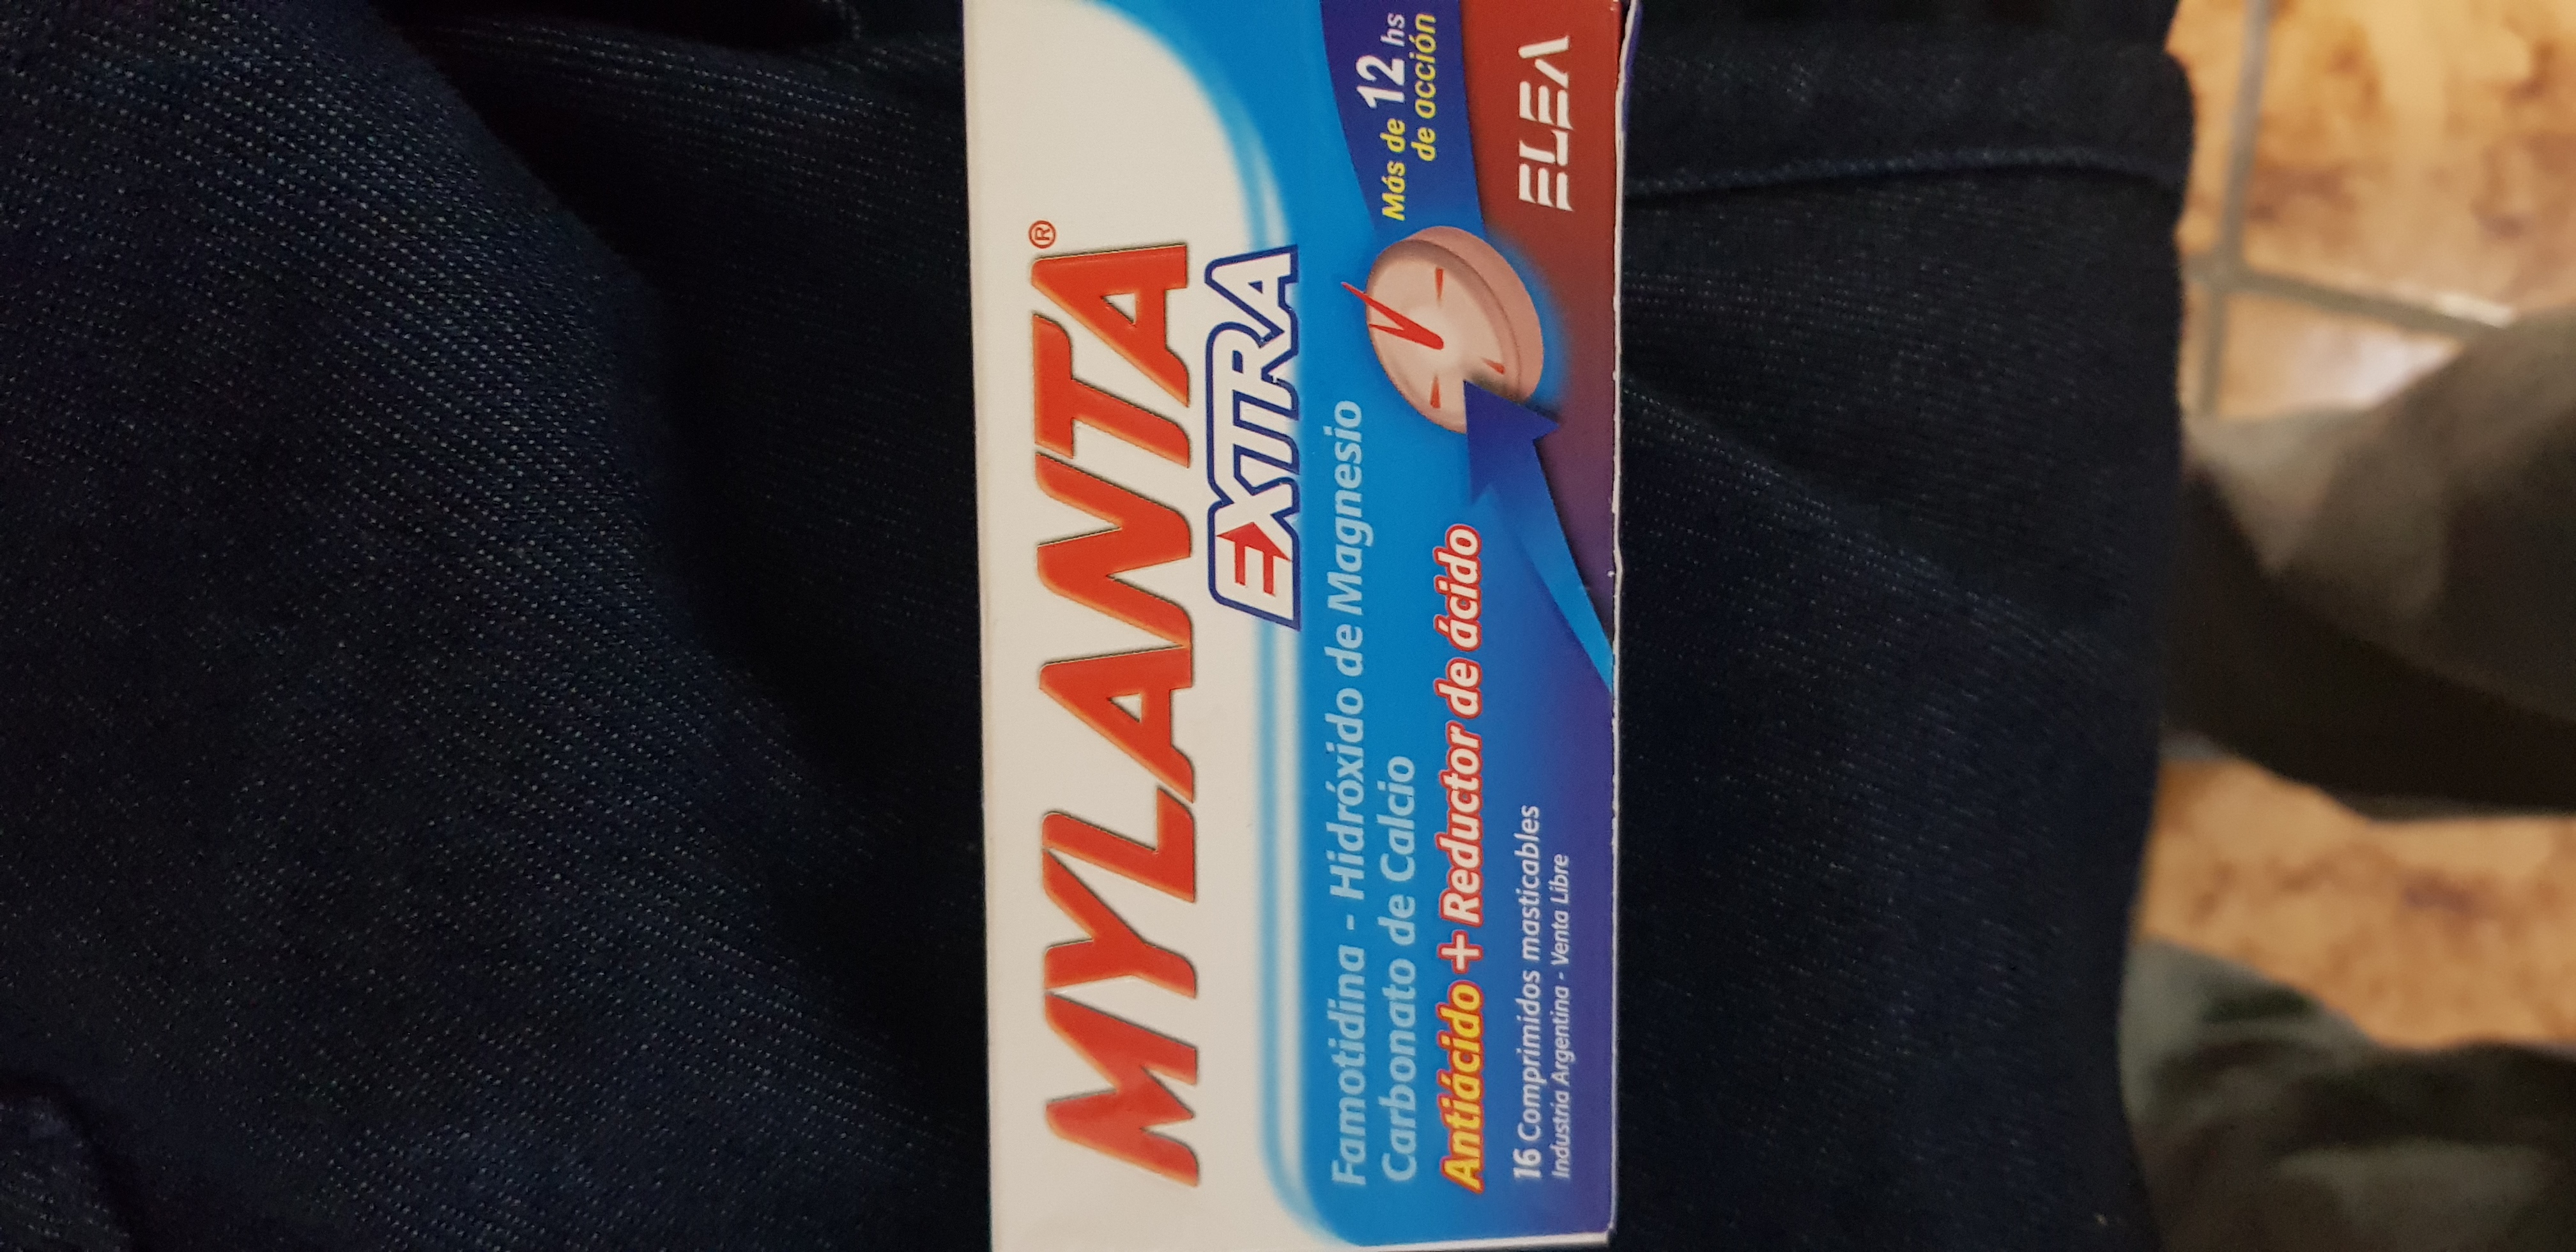 MYLANTA®
EXTRA
Famotidina - Hidróxido de Magnesio
Carbonato de Calcio
Antiácido + Reductor de ácido
Más de 12 hs
de acción
16 Comprimidos masticables
Industria Argentina - Venta Libre
ELEA